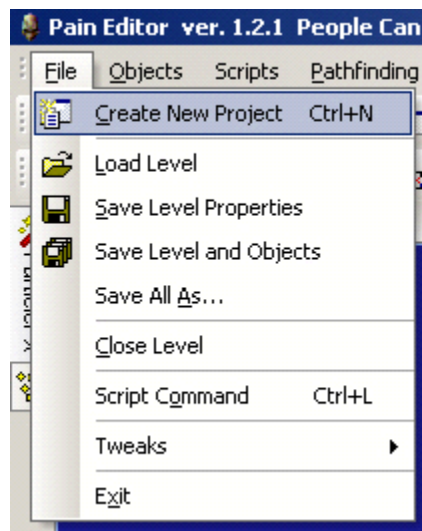 Pain Editor ver. 1.2.1 People Can
File Objects Scripts Pathfinding
Create New Project Ctrl+N
Load Level
Save Level Properties
Save Level and Objects
Save All As...
Close Level
Script Command Ctrl+L
Tweaks
Exit